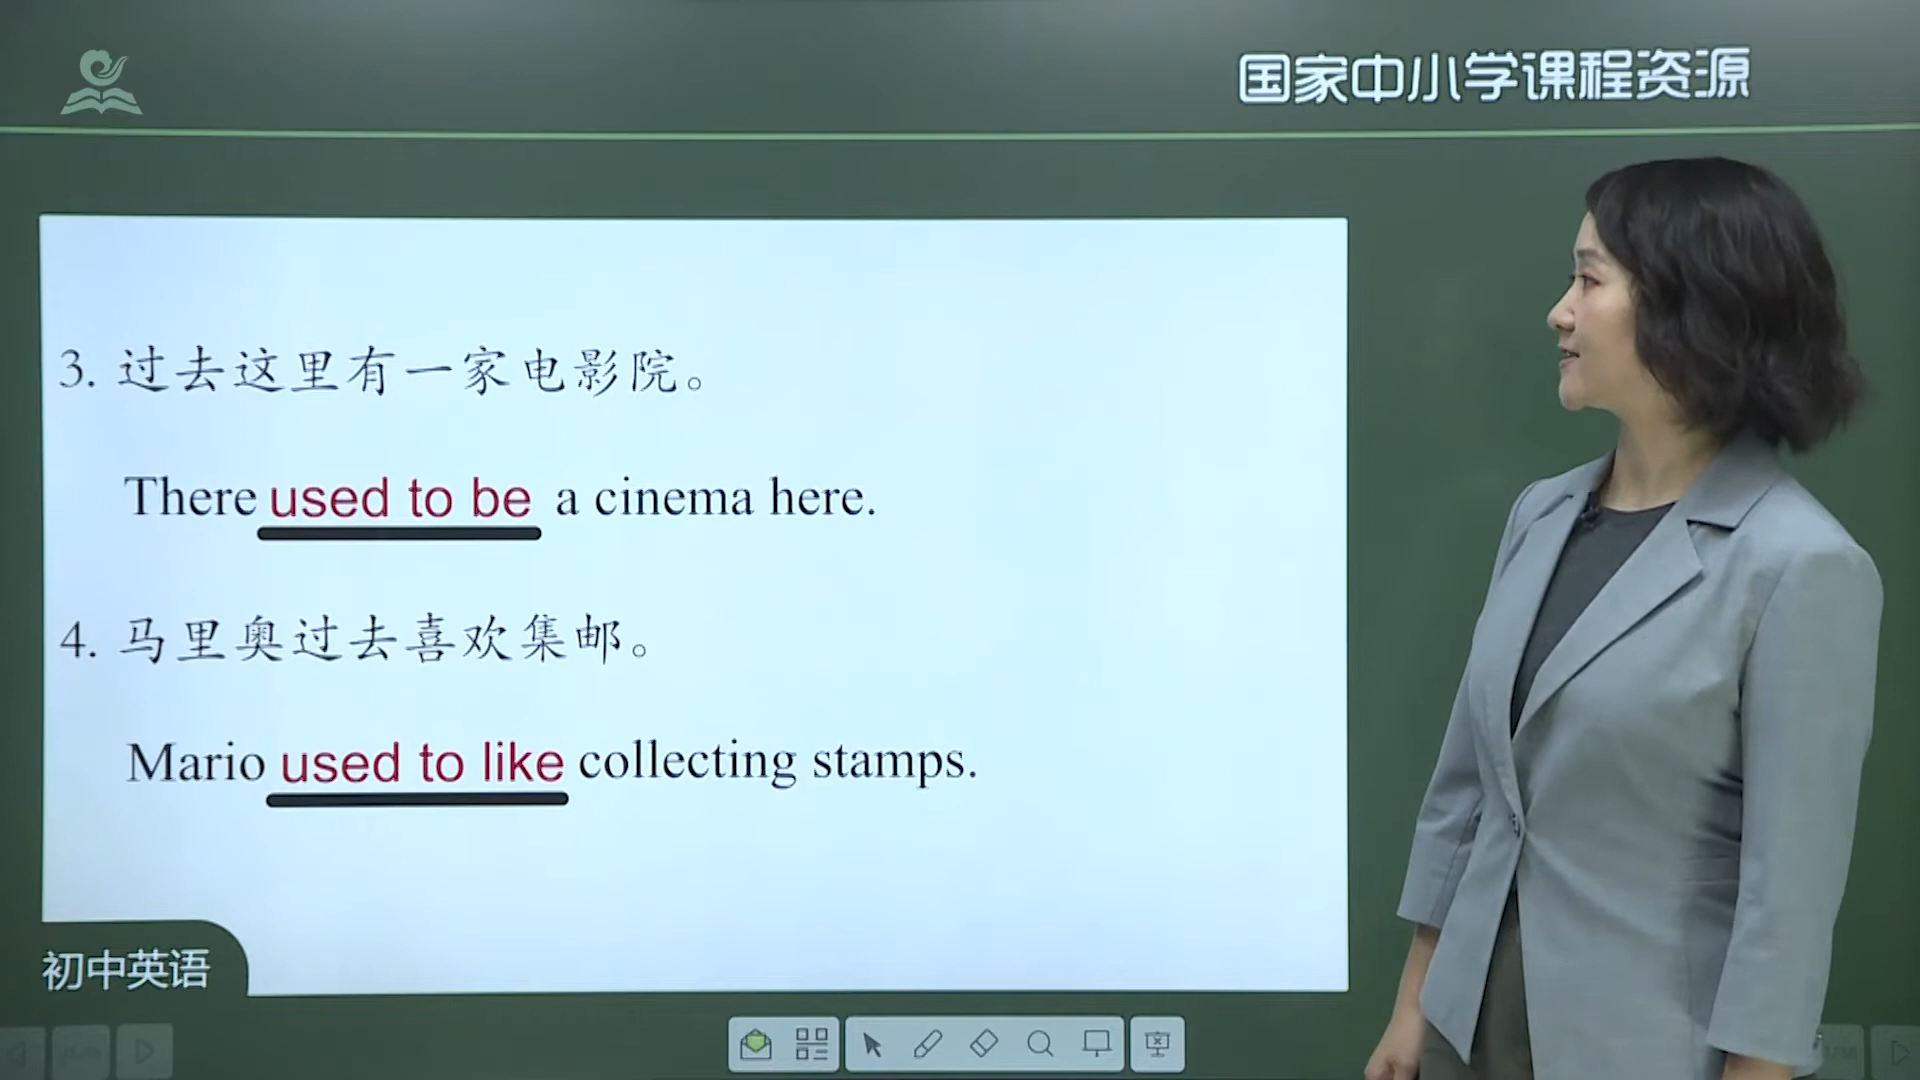 国家中小学课程资源
3. 过去这里有一家电影院。
There used to be a cinema here.
4. 马里奥过去喜欢集邮。
Mario used to like collecting stamps.
初中英语